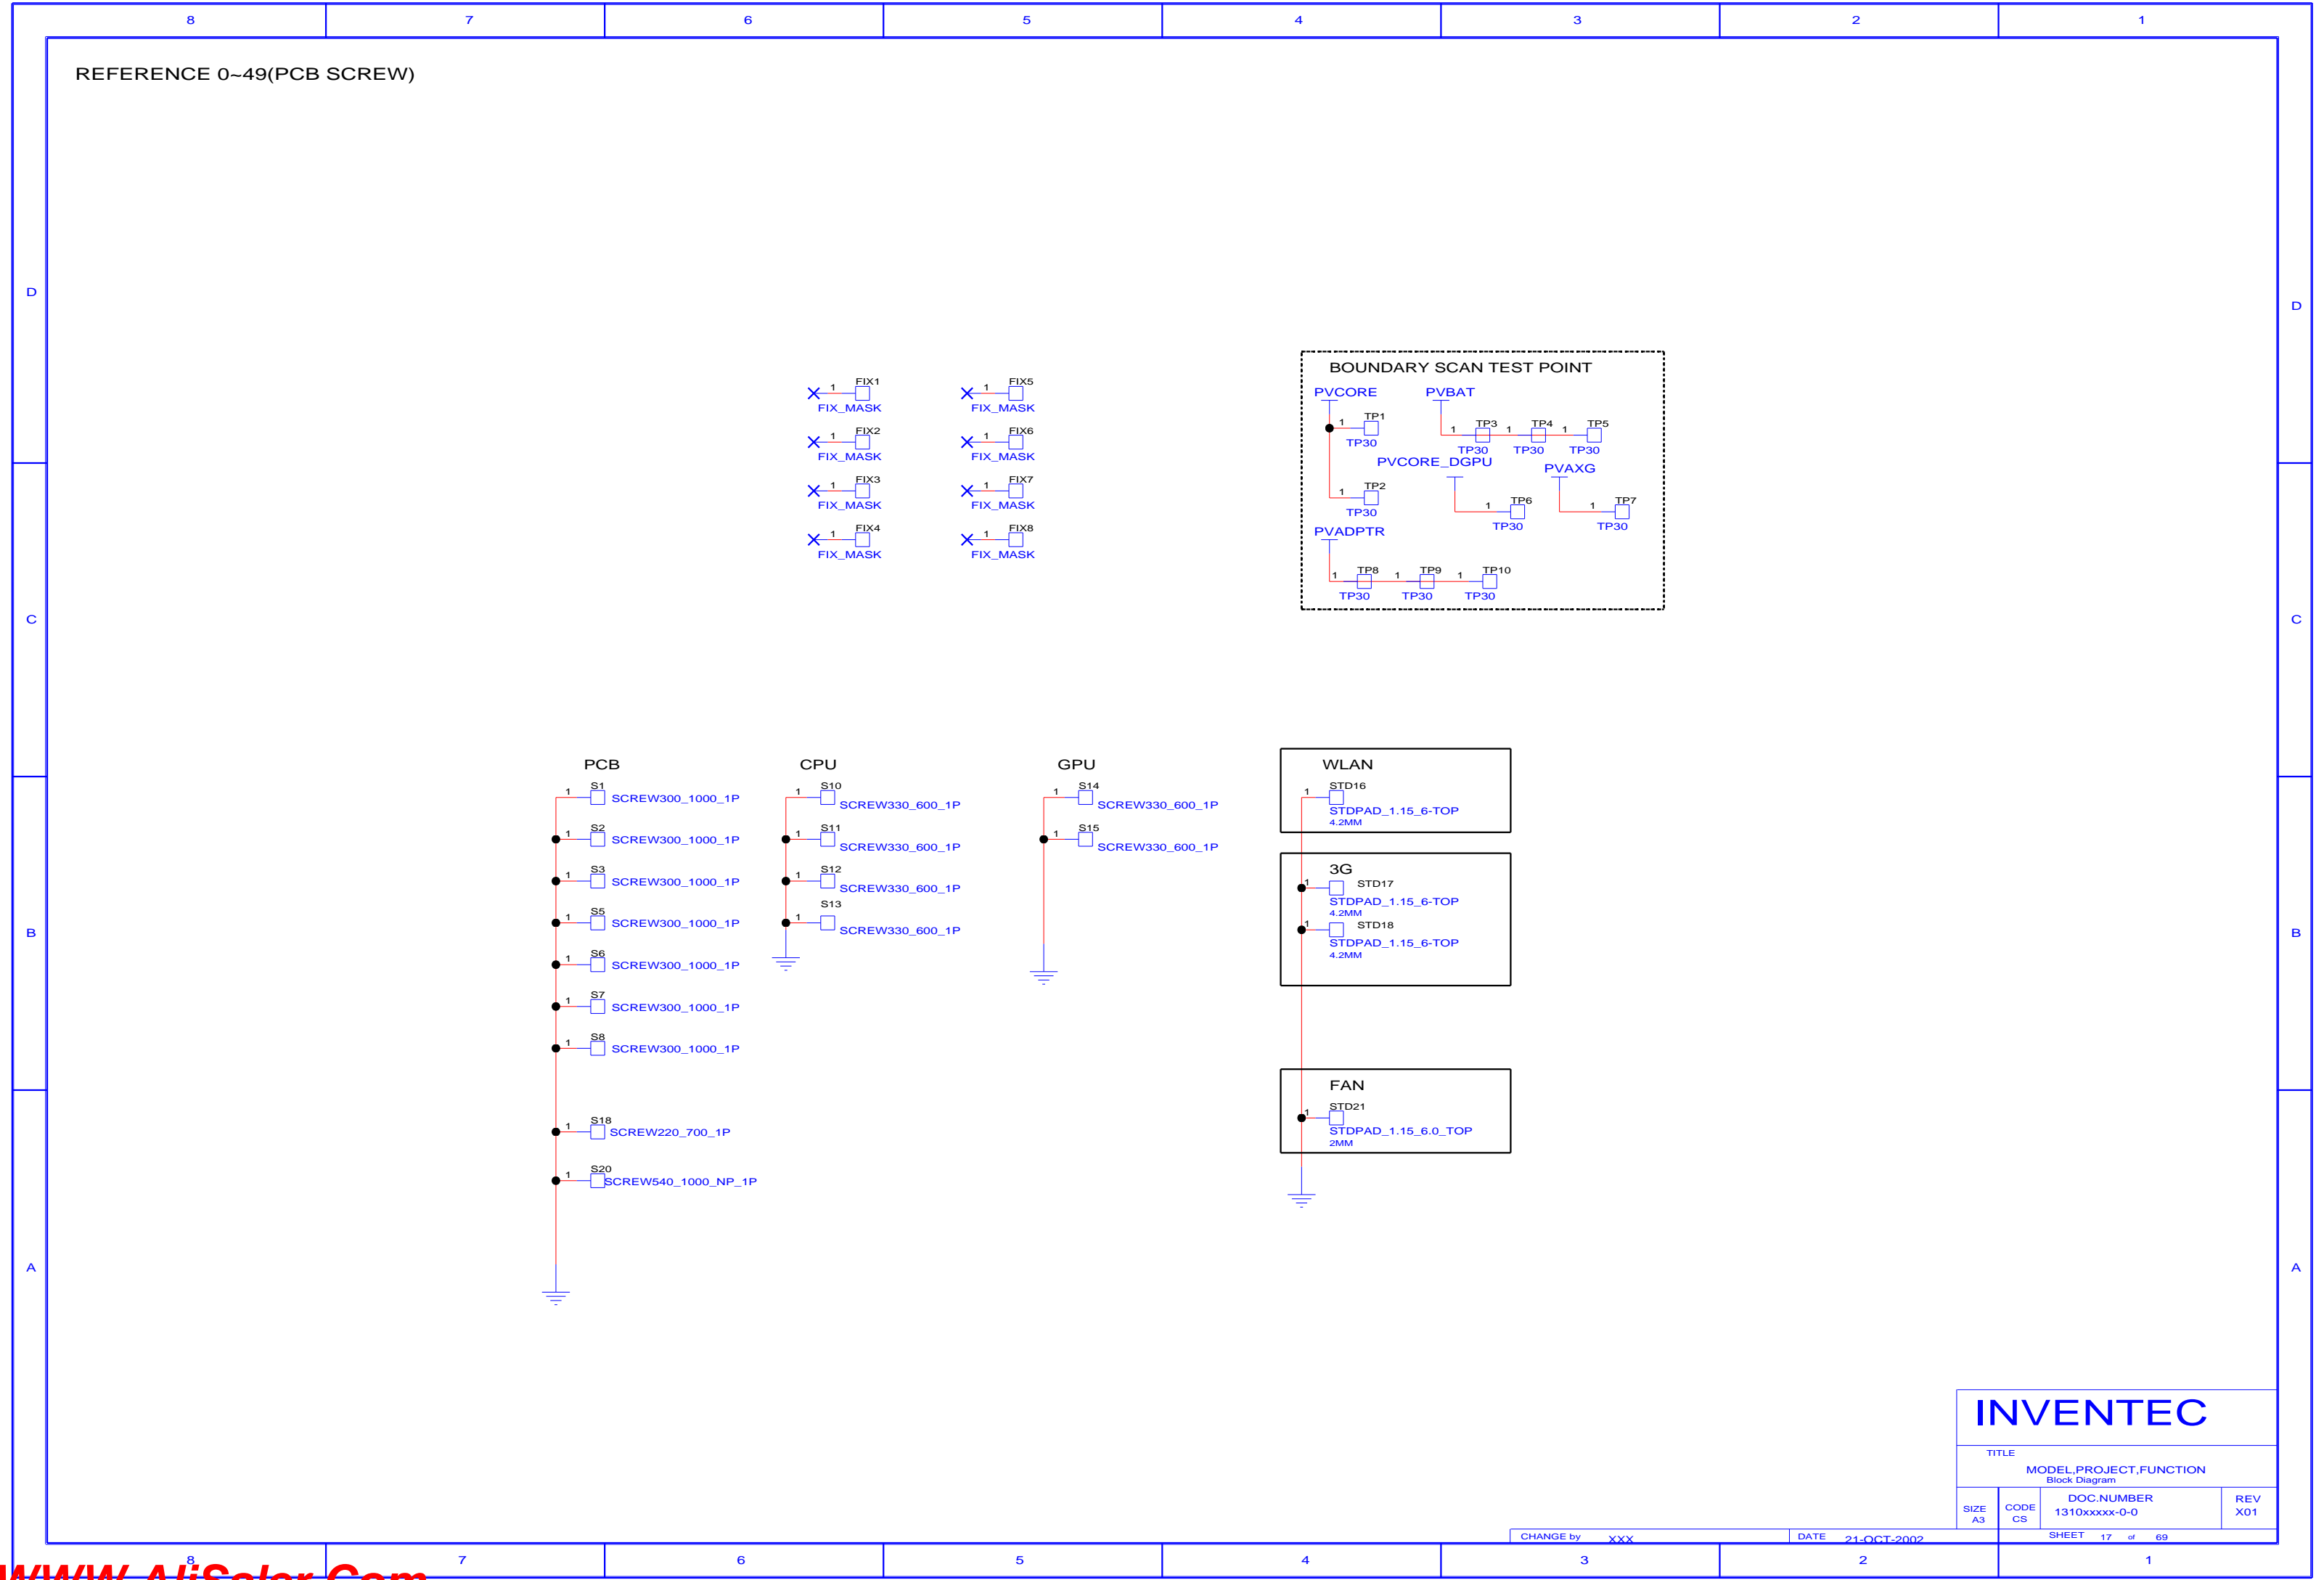 8 7 6 5 4 3 2 1
REFERENCE 0~49(PCB SCREW)
D D
FIX1 FIX5
1 1
FIX_MASK FIX_MASK
FIX2 FIX6
1 1
FIX_MASK FIX_MASK
FIX3 FIX7
1 1
FIX_MASK FIX_MASK
FIX4 FIX8
1 1
FIX_MASK FIX_MASK
BOUNDARY SCAN TEST POINT
PVCORE PVBAT
1 TP1
TP30
1 TP3 1 TP4 1 TP5
TP30 TP30 TP30
PVCORE_DGPU PVAXG
1 TP2
TP30
1 TP6 1 TP7
TP30 TP30
PVADPTR
1 TP8 1 TP9 1 TP10
TP30 TP30 TP30
C C
PCB
1 S1 SCREW300_1000_1P
1 S2 SCREW300_1000_1P
1 S3 SCREW300_1000_1P
1 S5 SCREW300_1000_1P
1 S6 SCREW300_1000_1P
1 S7 SCREW300_1000_1P
1 S8 SCREW300_1000_1P
1 S18 SCREW220_700_1P
1 S20 SCREW540_1000_NP_1P
CPU
1 S10 SCREW330_600_1P
1 S11 SCREW330_600_1P
1 S12 SCREW330_600_1P
1 S13 SCREW330_600_1P
GPU
1 S14 SCREW330_600_1P
1 S15 SCREW330_600_1P
WLAN
1 STD16
STDPAD_1.15_6-TOP
4.2MM
3G
1 STD17
STDPAD_1.15_6-TOP
4.2MM
1 STD18
STDPAD_1.15_6-TOP
4.2MM
FAN
1 STD21
STDPAD_1.15_6.0_TOP
2MM
B B
A A
INVENTEC
TITLE
MODEL,PROJECT,FUNCTION
Block Diagram
SIZE CODE DOC.NUMBER REV
A3 CS 1310xxxxx-0-0 X01
CHANGE by XXX DATE 21-OCT-2002 SHEET 17 of 69
8 7 6 5 4 3 2 1
WWW.AliSaler.Com